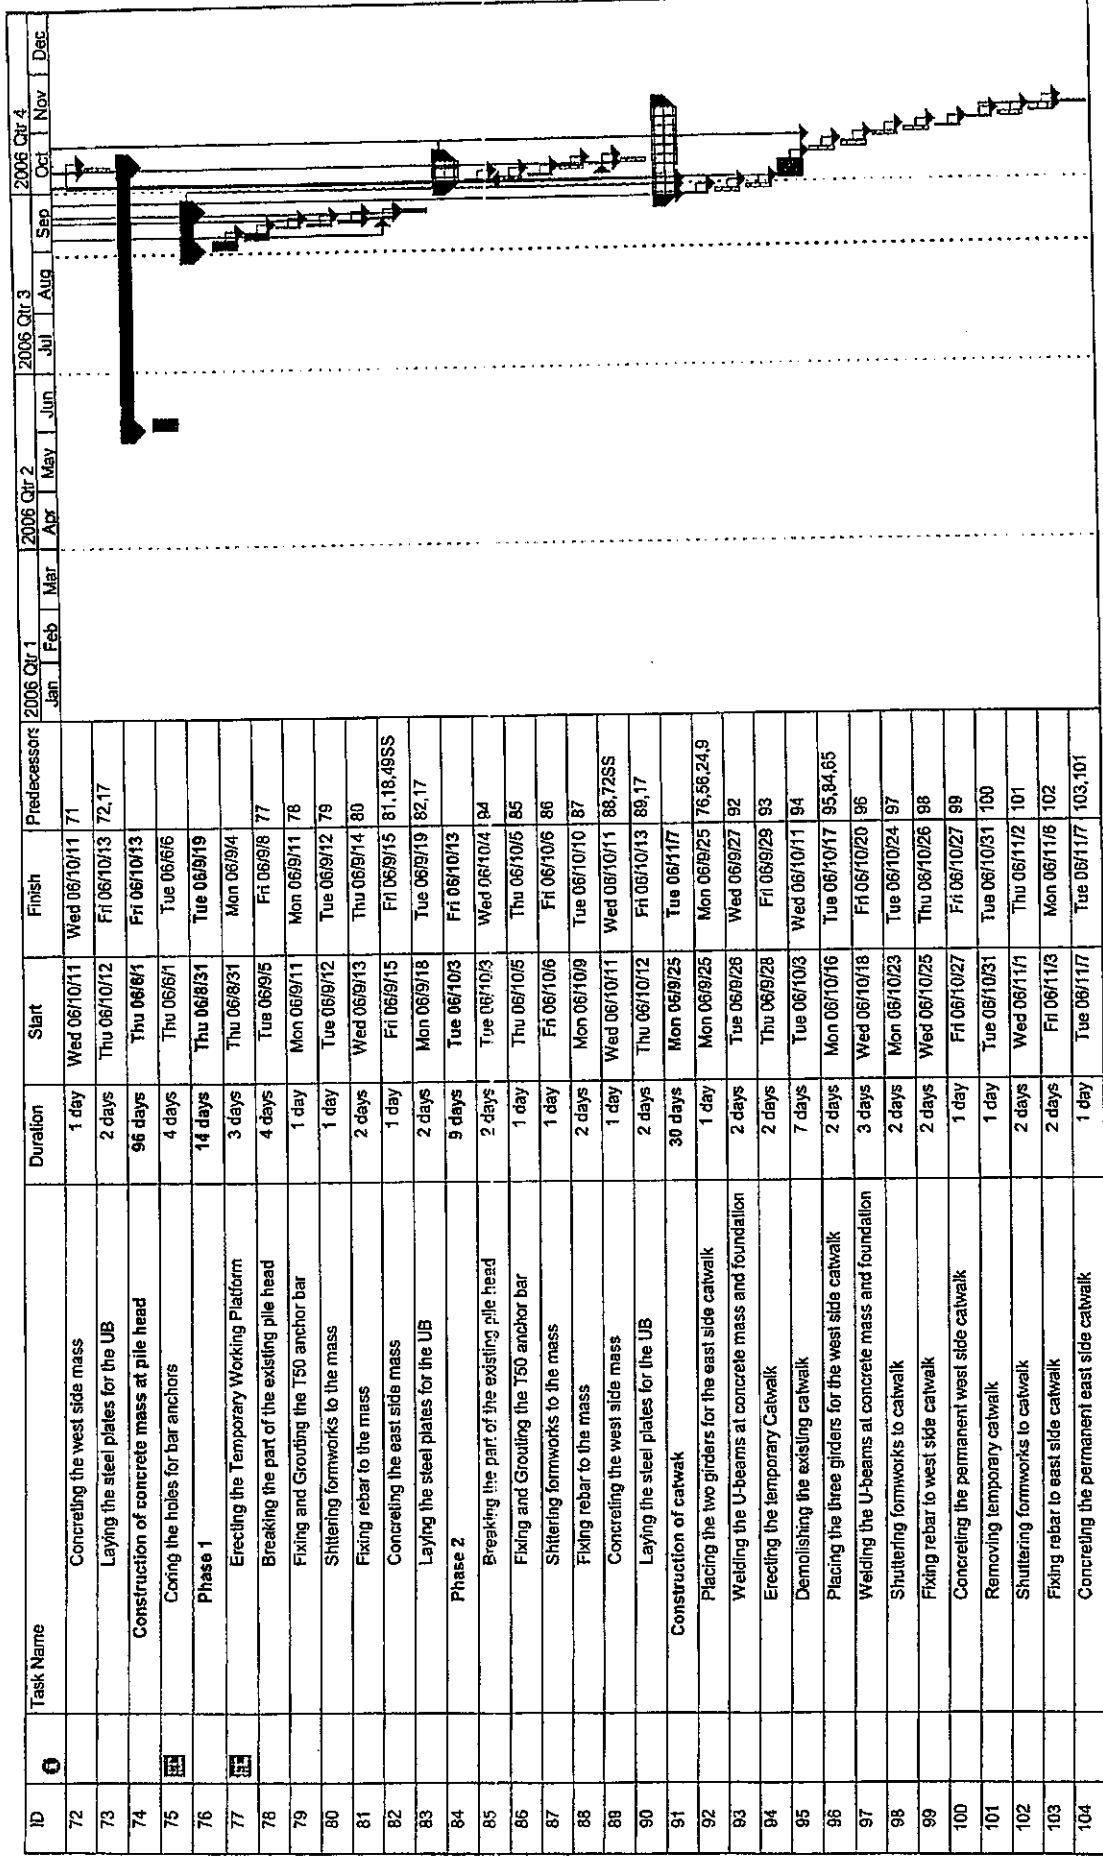 ID Task Name Duration Start Finish Predecessors 2006 Qtr 1 2006 Qtr 2 2006 Qtr 3 2006 Qtr 4
Jan Feb Mar Apr May Jun Jul Aug Sep Oct Nov Dec
72 Concreting the west side mass 1 day Wed 06/10/11 Wed 06/10/11 71
73 Laying the steel plates for the UB 2 days Thu 06/10/12 Fri 06/10/13 72,17
74 Construction of concrete mass at pile head 96 days Thu 06/6/1 Fri 06/10/13
75 Coring the holes for bar anchors 4 days Thu 06/6/1 Tue 06/6/6
76 Phase 1 14 days Thu 06/8/31 Tue 06/9/19
77 Erecting the Temporary Working Platform 3 days Thu 06/8/31 Mon 06/9/4
78 Breaking the part of the existing pile head 4 days Tue 06/9/5 Fri 06/9/8 77
79 Fixing and Grouting the T50 anchor bar 1 day Mon 06/9/11 Mon 06/9/11 78
80 Shttering formworks to the mass 1 day Tue 06/9/12 Tue 06/9/12 79
81 Fixing rebar to the mass 2 days Wed 06/9/13 Thu 06/9/14 80
82 Concreting the east side mass 1 day Fri 06/9/15 Fri 06/9/15 81,18,49SS
83 Laying the steel plates for the UB 2 days Mon 06/9/18 Tue 06/9/19 82,17
84 Phase 2 9 days Tue 06/10/3 Fri 06/10/13
85 Breaking the part of the existing pile head 2 days Tue 06/10/3 Wed 06/10/4 94
86 Fixing and Grouting the T50 anchor bar 1 day Thu 06/10/5 Thu 06/10/5 85
87 Shttering formworks to the mass 1 day Fri 06/10/6 Fri 06/10/6 86
88 Fixing rebar to the mass 2 days Mon 06/10/9 Tue 06/10/10 87
89 Concreting the west side mass 1 day Wed 06/10/11 Wed 06/10/11 88,72SS
90 Laying the steel plates for the UB 2 days Thu 06/10/12 Fri 06/10/13 89,17
91 Construction of catwak 30 days Mon 06/9/25 Tue 06/11/7
92 Placing the two girders for the east side catwalk 1 day Mon 06/9/25 Mon 06/9/25 76,56,24,9
93 Welding the U-beams at concrete mass and foundation 2 days Tue 06/9/26 Wed 06/9/27 92
94 Erecting the temporary Catwalk 2 days Thu 06/9/28 Fri 06/9/29 93
95 Demolishing the existing catwalk 7 days Tue 06/10/3 Wed 06/10/11 94
96 Placing the three girders for the west side catwalk 2 days Mon 06/10/16 Tue 06/10/17 95,84,65
97 Welding the U-beams at concrete mass and foundation 3 days Wed 06/10/18 Fri 06/10/20 96
98 Shuttering formworks to catwalk 2 days Mon 06/10/23 Tue 06/10/24 97
99 Fixing rebar to west side catwalk 2 days Wed 06/10/25 Thu 06/10/26 98
100 Concreting the permanent west side catwalk 1 day Fri 06/10/27 Fri 06/10/27 99
101 Removing temporary catwalk 1 day Tue 06/10/31 Tue 06/10/31 100
102 Shuttering formworks to catwalk 2 days Wed 06/11/1 Thu 06/11/2 101
103 Fixing rebar to east side catwalk 2 days Fri 06/11/3 Mon 06/11/6 102
104 Concreting the permanent east side catwalk 1 day Tue 06/11/7 Tue 06/11/7 103,101